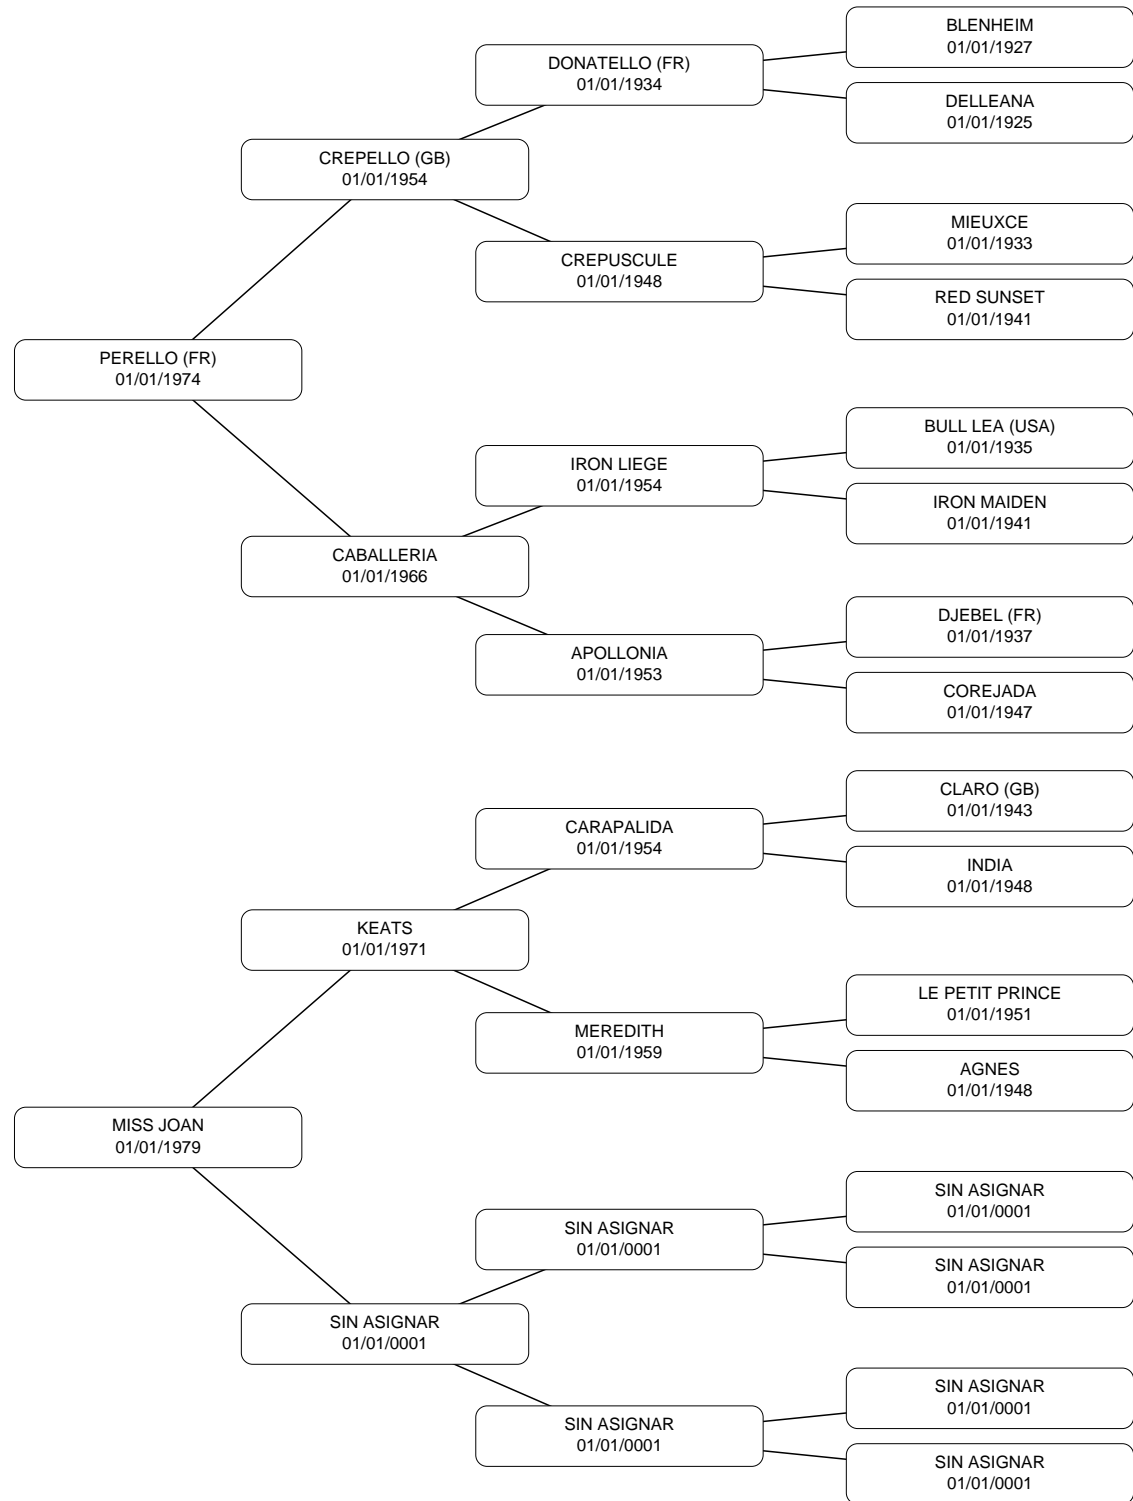 BLENHEIM
01/01/1927
DONATELLO (FR)
01/01/1934
DELLEANA
01/01/1925
CREPELLO (GB)
01/01/1954
MIEUXCE
01/01/1933
CREPUSCULE
01/01/1948
RED SUNSET
01/01/1941
PERELLO (FR)
01/01/1974
BULL LEA (USA)
01/01/1935
IRON LIEGE
01/01/1954
IRON MAIDEN
01/01/1941
CABALLERIA
01/01/1966
DJEBEL (FR)
01/01/1937
APOLLONIA
01/01/1953
COREJADA
01/01/1947
CLARO (GB)
01/01/1943
CARAPALIDA
01/01/1954
INDIA
01/01/1948
KEATS
01/01/1971
LE PETIT PRINCE
01/01/1951
MEREDITH
01/01/1959
AGNES
01/01/1948
MISS JOAN
01/01/1979
SIN ASIGNAR
01/01/0001
SIN ASIGNAR
01/01/0001
SIN ASIGNAR
01/01/0001
SIN ASIGNAR
01/01/0001
SIN ASIGNAR
01/01/0001
SIN ASIGNAR
01/01/0001
SIN ASIGNAR
01/01/0001